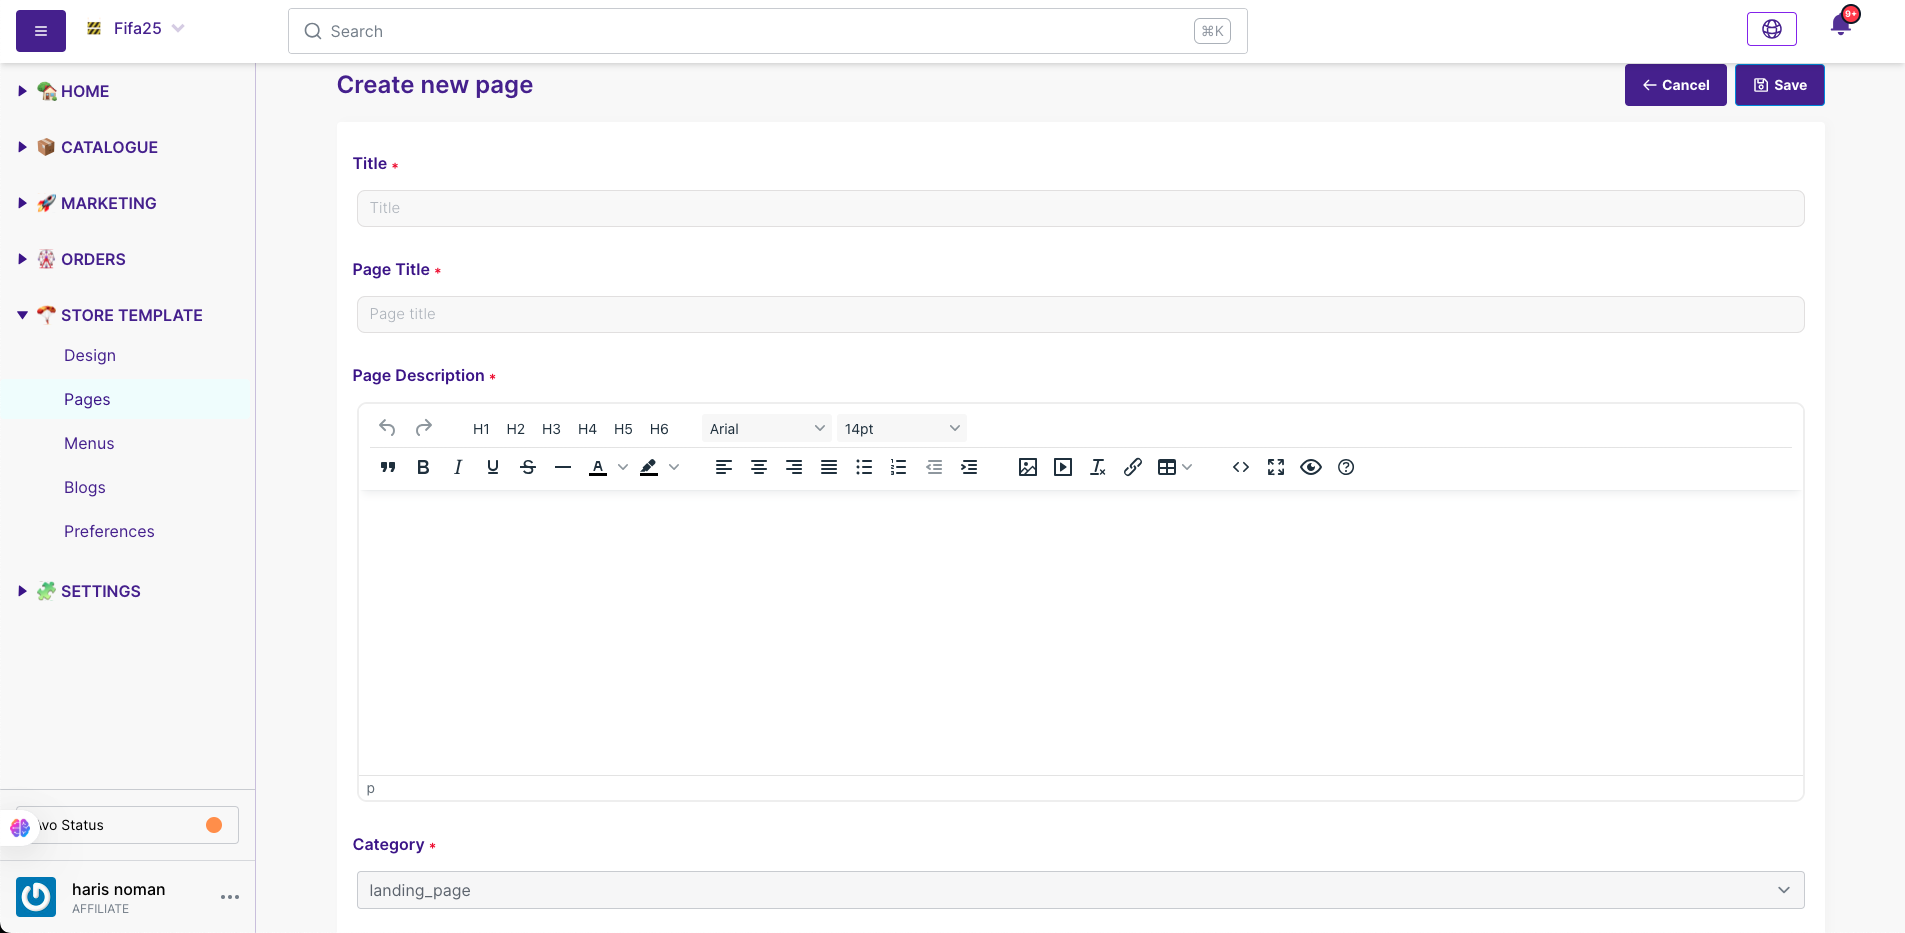 Fifa25
Search
⌘K
9+
HOME
CATALOGUE
MARKETING
ORDERS
STORE TEMPLATE
Design
Pages
Menus
Blogs
Preferences
SETTINGS
vo Status
haris noman
AFFILIATE
Create new page
← Cancel
Save
Title *
Title
Page Title *
Page title
Page Description *
H1 H2 H3 H4 H5 H6 Arial 14pt
p
Category *
landing_page